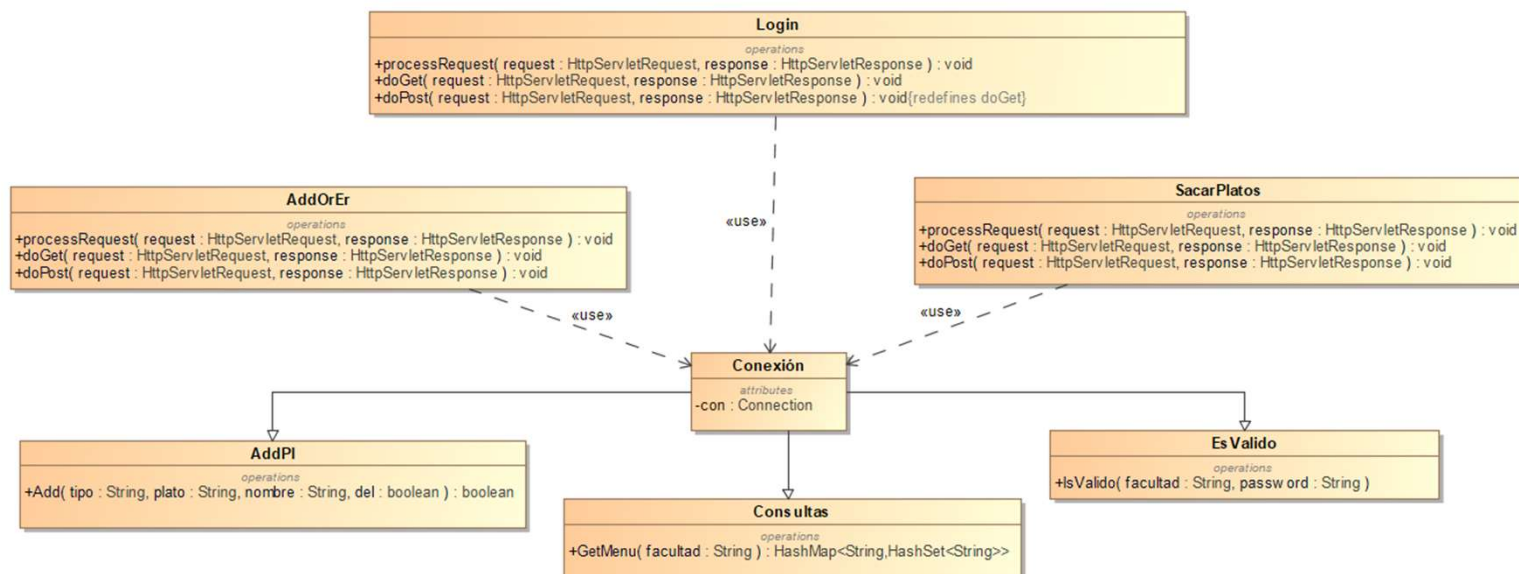 Login
operations
+processRequest( request : HttpServletRequest, response : HttpServletResponse ) : void
+doGet( request : HttpServletRequest, response : HttpServletResponse ) : void
+doPost( request : HttpServletRequest, response : HttpServletResponse ) : void{redefines doGet}
AddOrEr
operations
+processRequest( request : HttpServletRequest, response : HttpServletResponse ) : void
+doGet( request : HttpServletRequest, response : HttpServletResponse ) : void
+doPost( request : HttpServletRequest, response : HttpServletResponse ) : void
SacarPlatos
operations
+processRequest( request : HttpServletRequest, response : HttpServletResponse ) : void
+doGet( request : HttpServletRequest, response : HttpServletResponse ) : void
+doPost( request : HttpServletRequest, response : HttpServletResponse ) : void
«use»
«use»
«use»
Conexión
attributes
-con : Connection
AddPl
operations
+Add( tipo : String, plato : String, nombre : String, del : boolean ) : boolean
Consultas
operations
+GetMenu( facultad : String ) : HashMap<String,HashSet<String>>
EsValido
operations
+IsValido( facultad : String, password : String )